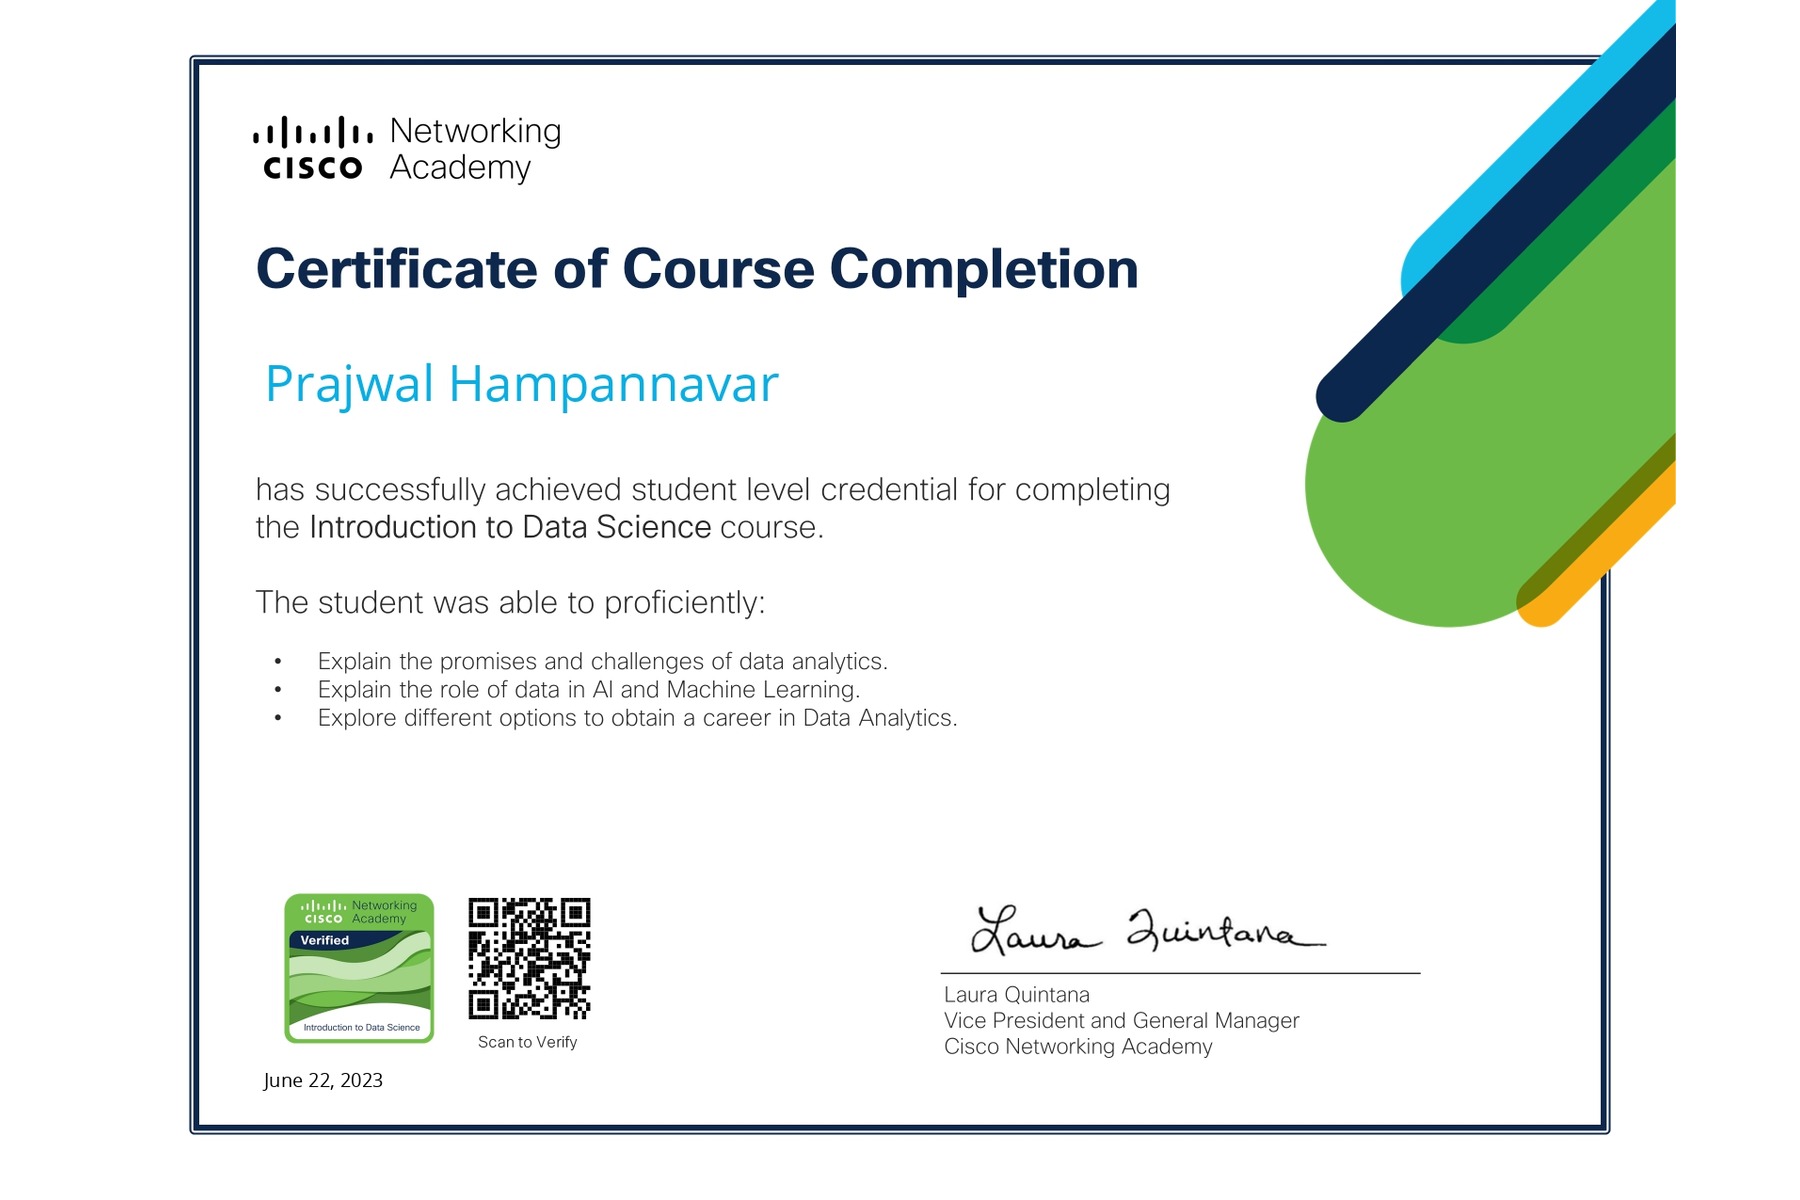 Networking
CISCO Academy
Certificate of Course Completion
Prajwal Hampannavar
has successfully achieved student level credential for completing
the Introduction to Data Science course.
The student was able to proficiently:
• Explain the promises and challenges of data analytics.
• Explain the role of data in AI and Machine Learning.
• Explore different options to obtain a career in Data Analytics.
Networking
CISCO Academy
Verified
Introduction to Data Science
Scan to Verify
June 22, 2023
Laura Quintana
Laura Quintana
Vice President and General Manager
Cisco Networking Academy